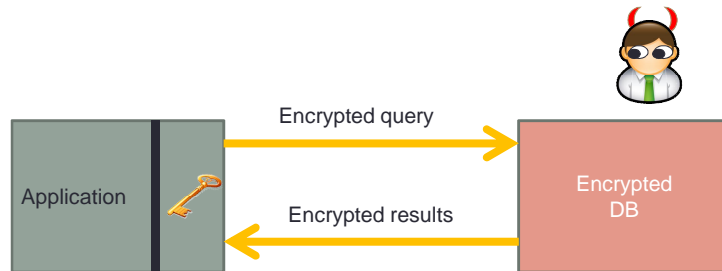 Encrypted query
Application
Encrypted results
Encrypted
DB